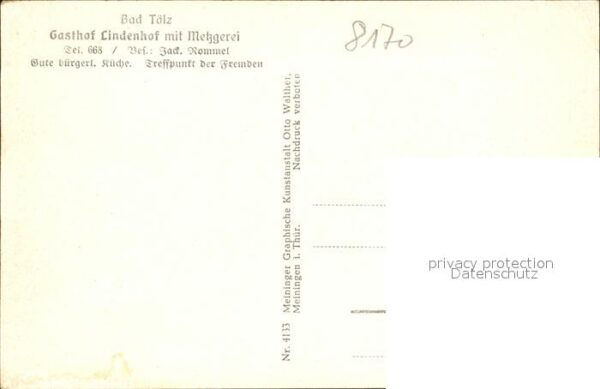 Bad Tölz
Gasthof Lindenhof mit Metzgerei
Tel. 668 / Bes.: Jack. Rommel
Gute bürgerl. Küche. Treffpunkt der Fremden
8170
Nr. 4133 Meininger Graphische Kunstanstalt Otto Walther,
Meiningen i. Thür. Nachdruck verboten
privacy protection
Datenschutz